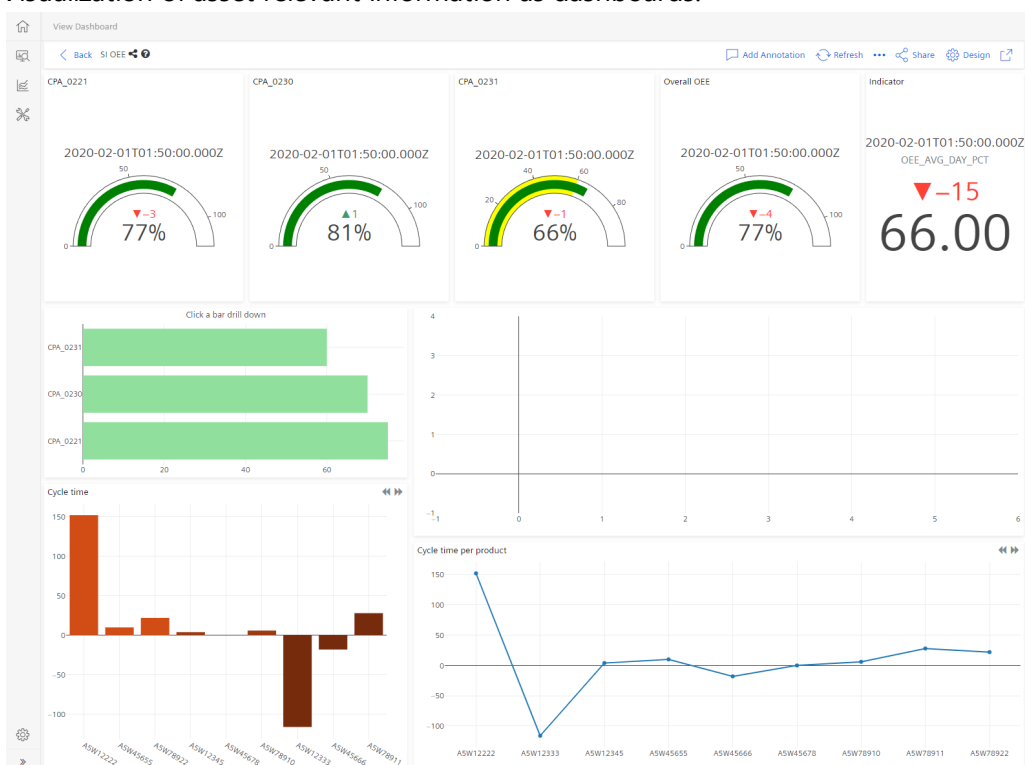 Visualization of asset relevant information as dashboards.
View Dashboard
Back SI OEE
Add Annotation Refresh ••• Share Design
CPA_0221
2020-02-01T01:50:00.000Z
50
100
0
▼−3
77%
CPA_0230
2020-02-01T01:50:00.000Z
50
100
0
▲1
81%
CPA_0231
2020-02-01T01:50:00.000Z
40
60
20
80
0
▼−1
66%
Overall OEE
2020-02-01T01:50:00.000Z
50
100
0
▼−4
77%
Indicator
2020-02-01T01:50:00.000Z
OEE_AVG_DAY_PCT
▼−15
66.00
Click a bar drill down
CPA_0231
CPA_0230
CPA_0221
0 20 40 60
4
3
2
1
0
−1
−1 0 1 2 3 4 5 6
Cycle time
150
100
50
0
−50
−100
A5W12222 A5W45655 A5W78922 A5W12345 A5W45678 A5W78910 A5W12333 A5W45666 A5W78911
Cycle time per product
150
100
50
0
−50
−100
A5W12222 A5W12333 A5W12345 A5W45655 A5W45666 A5W45678 A5W78910 A5W78911 A5W78922